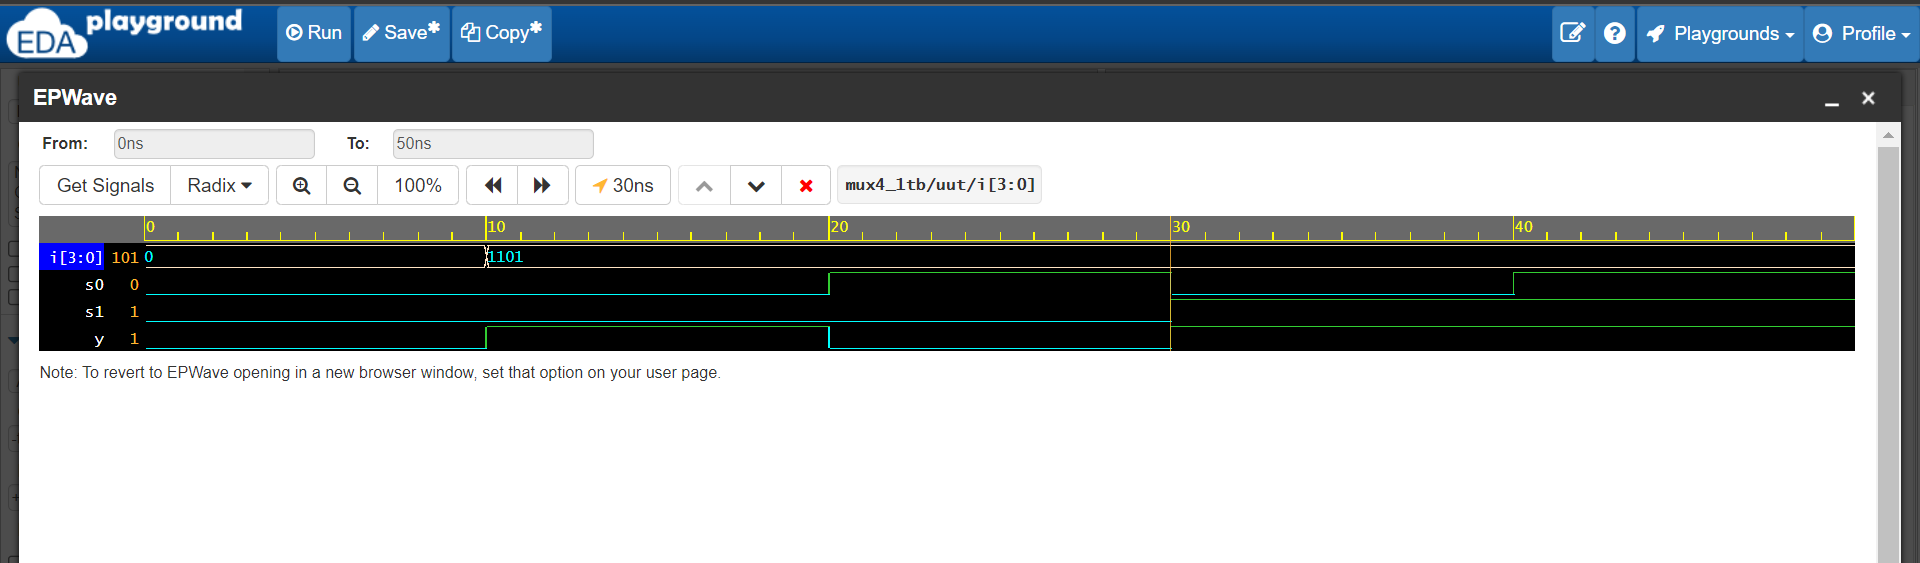 EDA playground Run Save* Copy* ? Playgrounds Profile
EPWave
From: 0ns To: 50ns
Get Signals Radix 100% 30ns mux4_1tb/uut/i[3:0]
0 10 20 30 40
i[3:0] 101 0 1101
s0 0
s1 1
y 1
Note: To revert to EPWave opening in a new browser window, set that option on your user page.